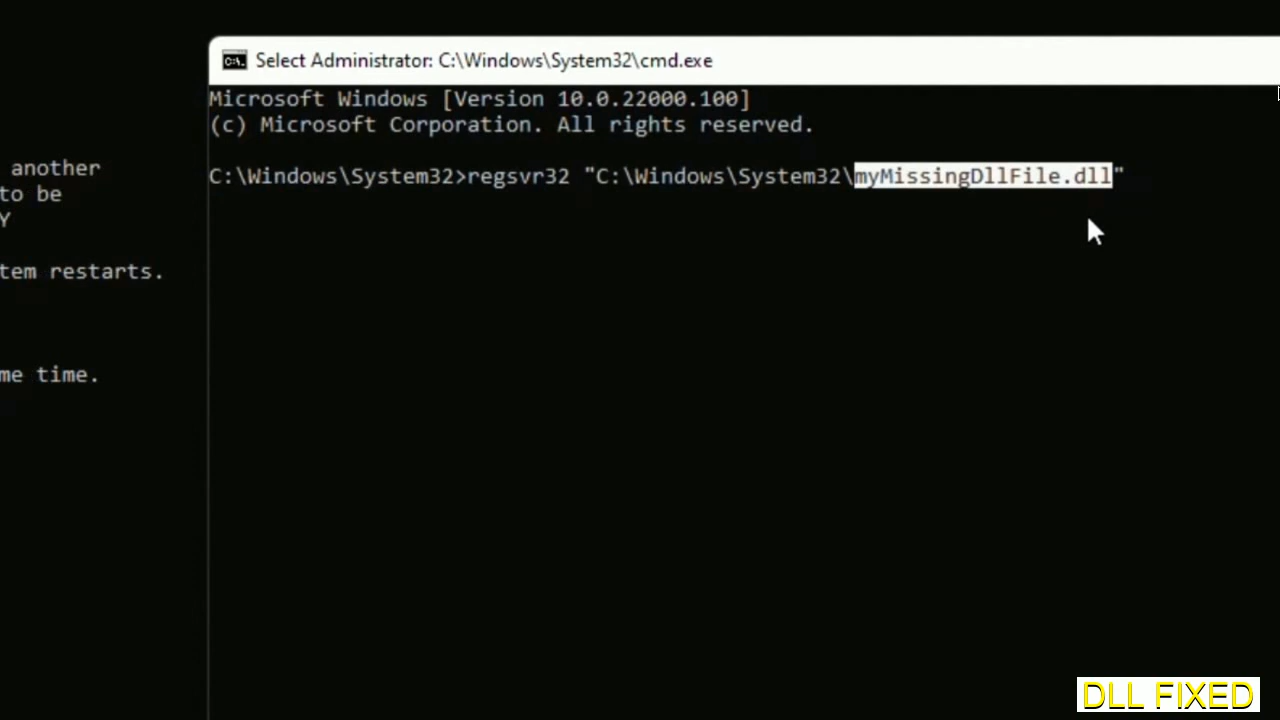 Select Administrator: C:\Windows\System32\cmd.exe
Microsoft Windows [Version 10.0.22000.100]
(c) Microsoft Corporation. All rights reserved.
C:\Windows\System32>regsvr32 "C:\Windows\System32\myMissingDllFile.dll"
another
to be
Y
tem restarts.
me time.
DLL FIXED